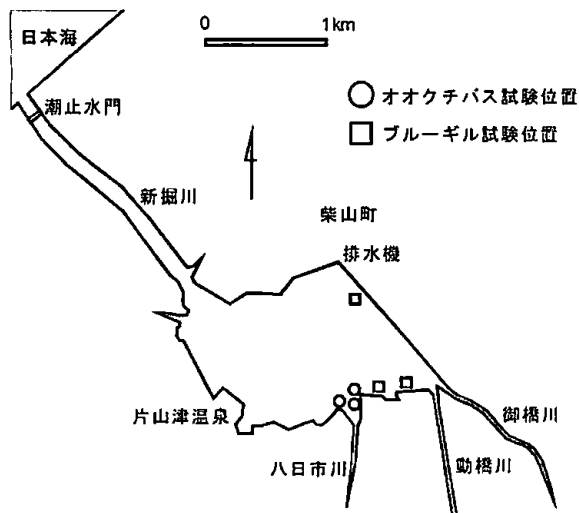 日本海
0 1km
潮止水門
オオクチバス試験位置
ブルーギル試験位置
新掘川
柴山町
排水機
片山津温泉
八日市川
動橋川
御橋川